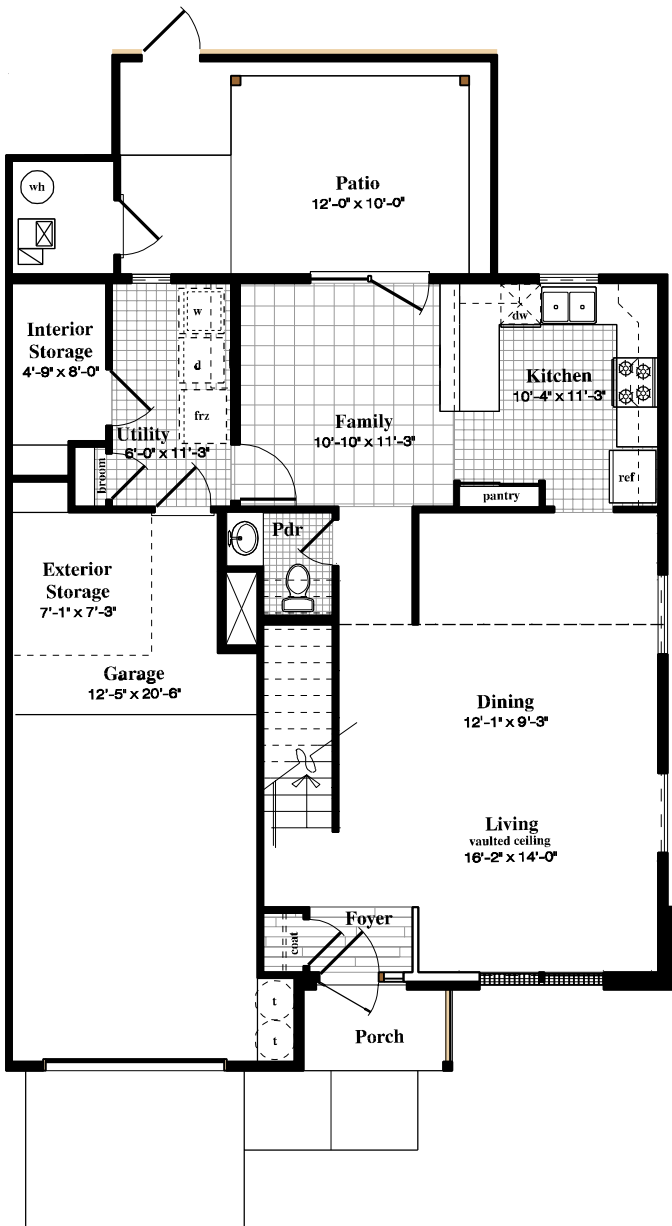 Patio
12'-0" x 10'-0"
wh
Interior
Storage
4'-9" x 8'-0"
w
d
frz
Utility
6'-0" x 11'-3"
broom
Family
10'-10" x 11'-3"
dw
Kitchen
10'-4" x 11'-3"
ref
pantry
Pdr
Exterior
Storage
7'-1" x 7'-3"
Garage
12'-5" x 20'-6"
Dining
12'-1" x 9'-3"
Living
vaulted ceiling
16'-2" x 14'-0"
Foyer
coat
t
t
Porch